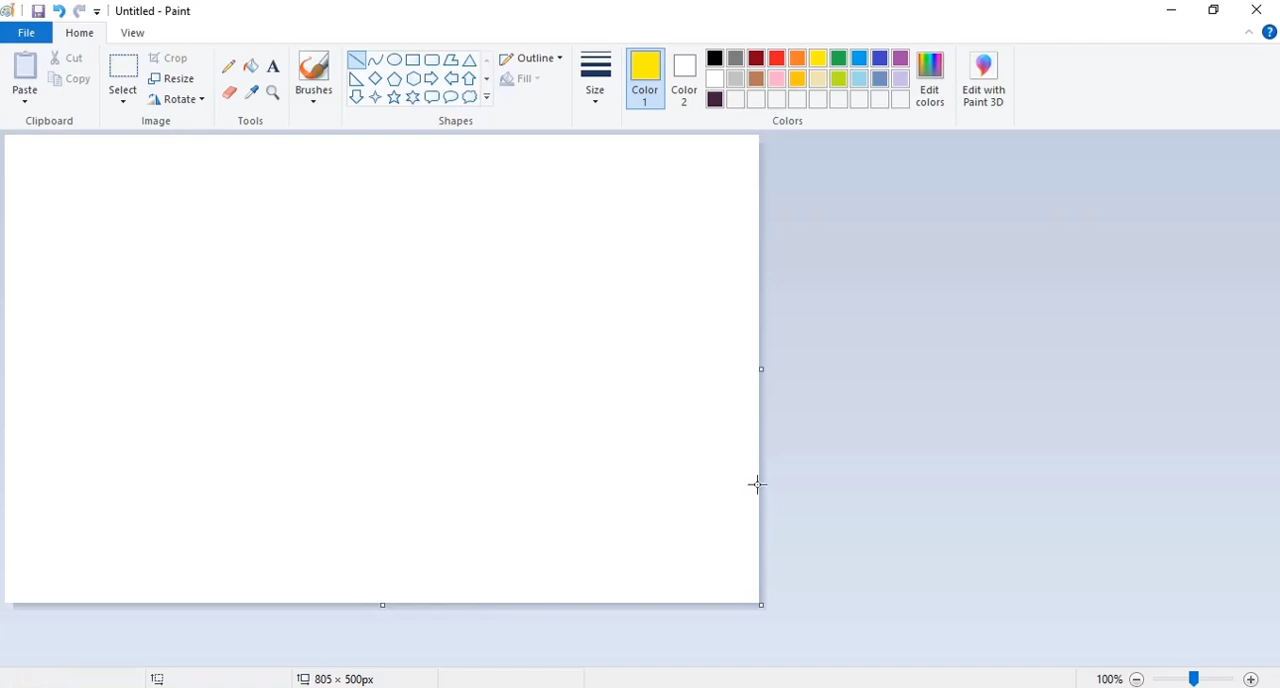 Untitled - Paint
File Home View
Paste
Cut
Copy
Clipboard
Select
Crop
Resize
Rotate
Image
A
Tools
Brushes
Shapes
Outline
Fill
Size
Color 1
Color 2
Edit colors
Colors
Edit with Paint 3D
805 × 500px
100%